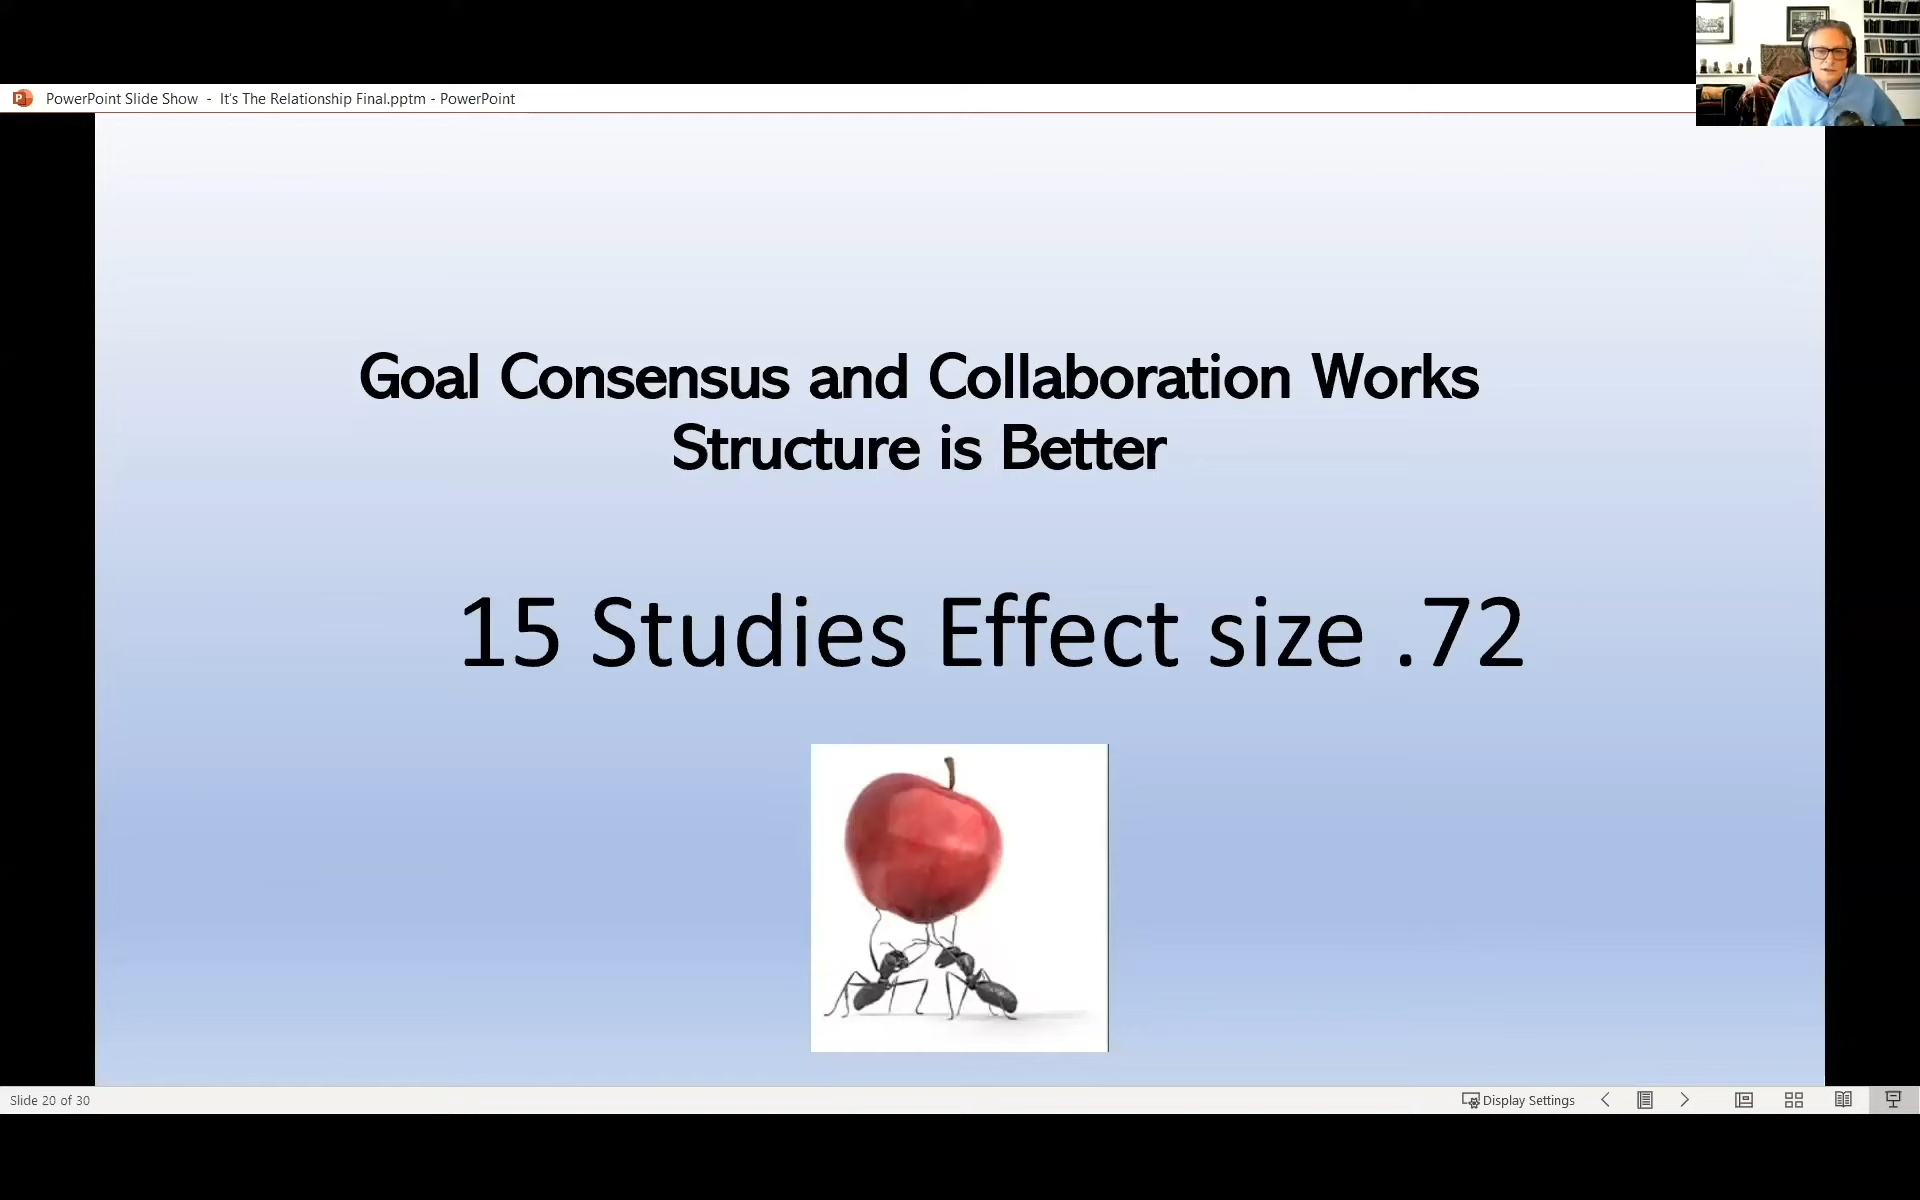 PowerPoint Slide Show - It's The Relationship Final.pptm - PowerPoint
Goal Consensus and Collaboration Works
Structure is Better
15 Studies Effect size .72
Slide 20 of 30
Display Settings